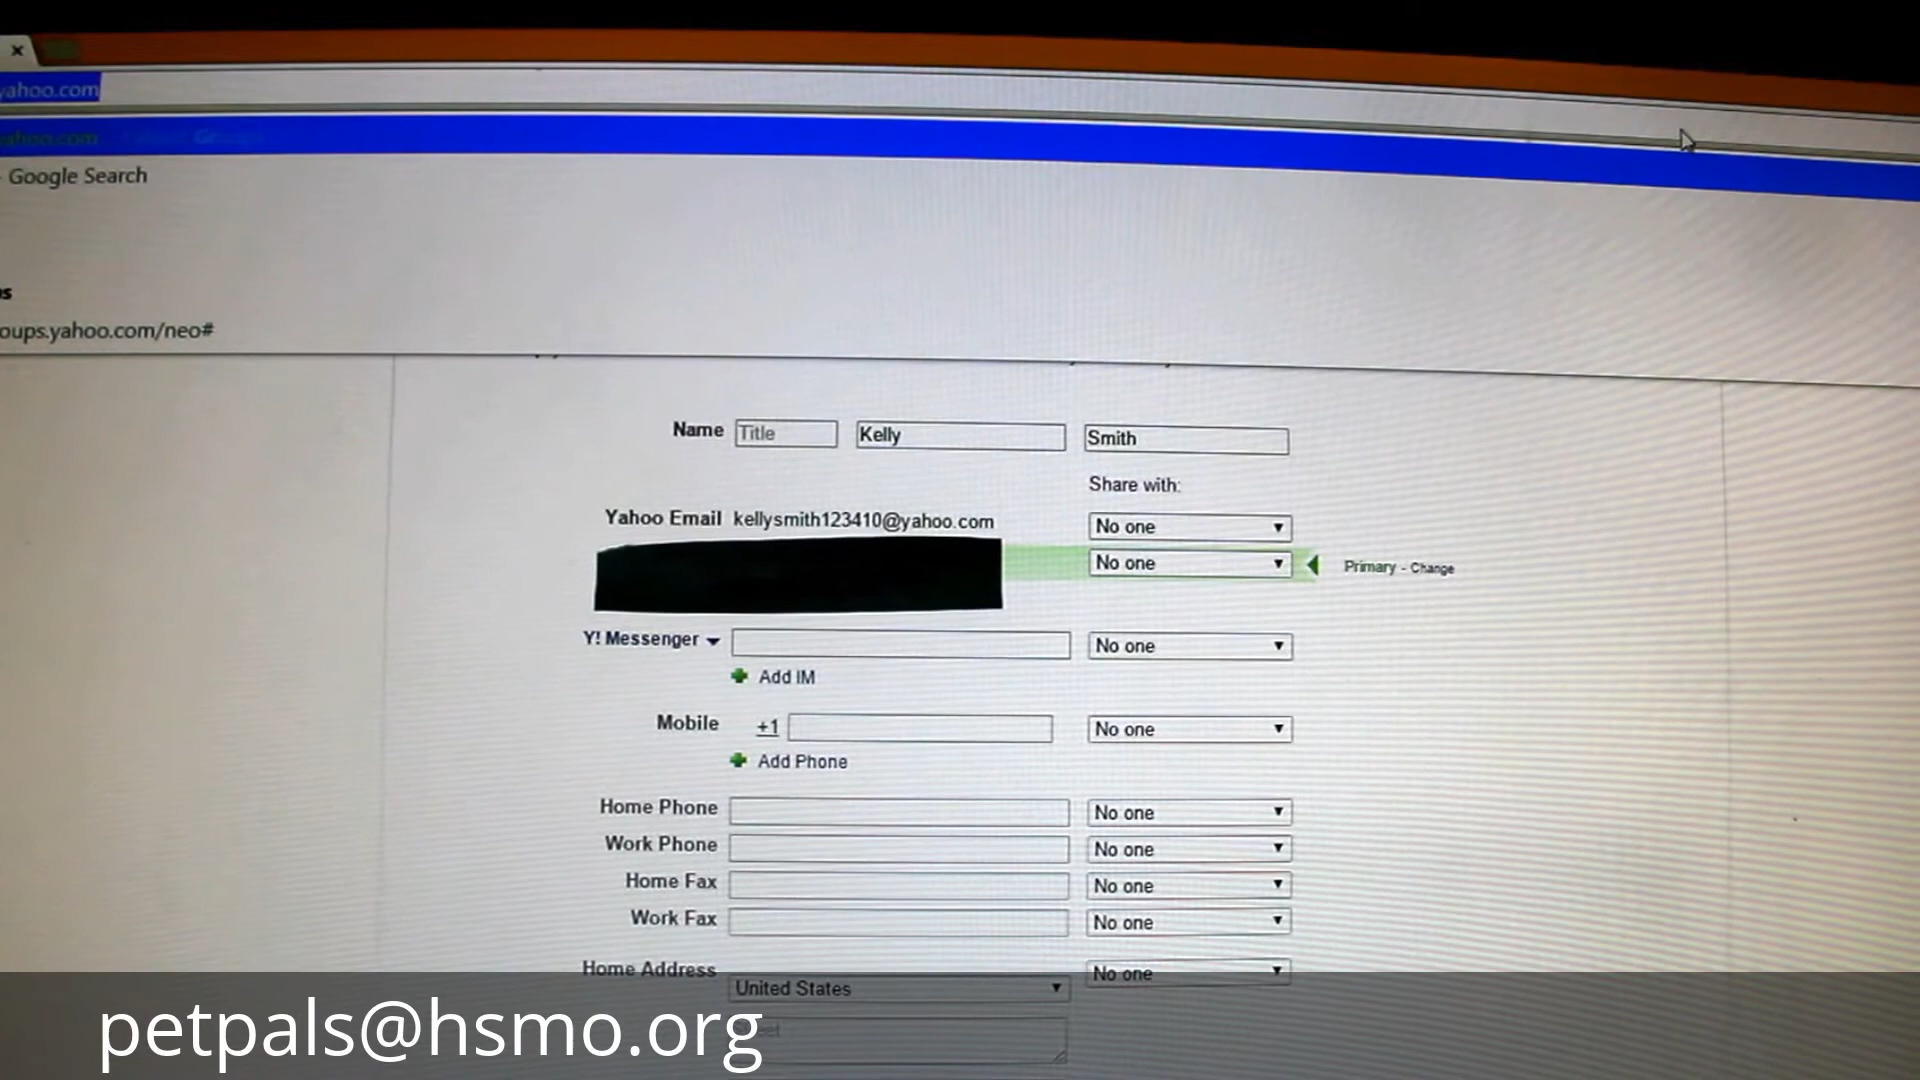 yahoo.com
yahoo.com
- Google Search
oups.yahoo.com/neo#
Name Title Kelly Smith
Share with:
Yahoo Email kellysmith123410@yahoo.com No one
No one Primary - Change
Y! Messenger No one
Add IM
Mobile +1 No one
Add Phone
Home Phone No one
Work Phone No one
Home Fax No one
Work Fax No one
Home Address No one
United States
petpals@hsmo.org